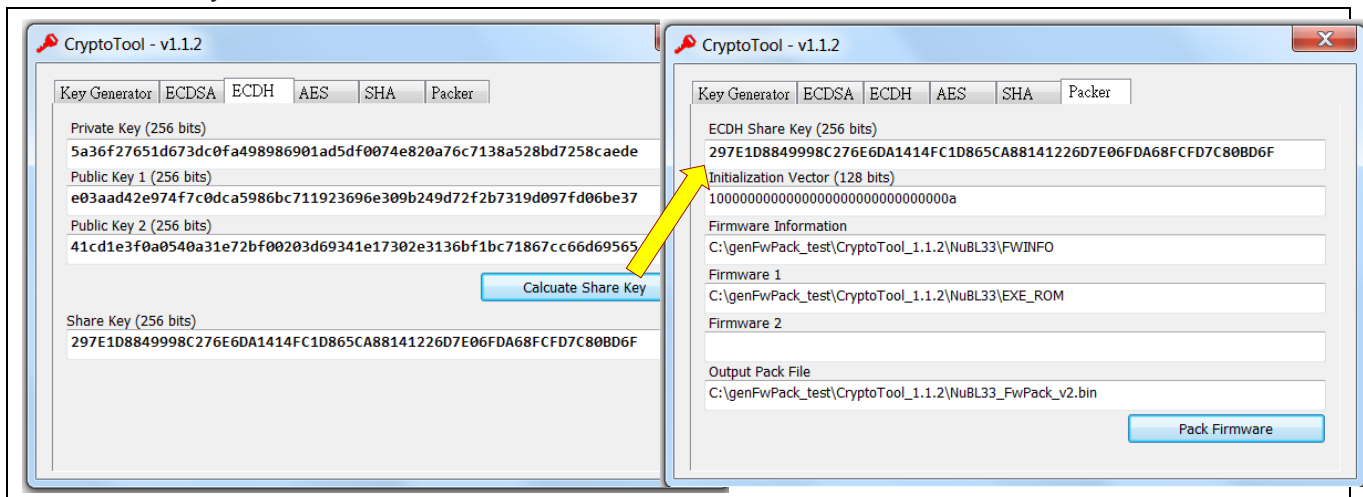 CryptoTool - v1.1.2
Key Generator ECDSA ECDH AES SHA Packer
Private Key (256 bits)
5a36f27651d673dc0fa498986901ad5df0074e820a76c7138a528bd7258caede
Public Key 1 (256 bits)
e03aad42e974f7c0dca5986bc711923696e309b249d72f2b7319d097fd06be37
Public Key 2 (256 bits)
41cd1e3f0a0540a31e72bf00203d69341e17302e3136bf1bc71867cc66d69565
Calcuate Share Key
Share Key (256 bits)
297E1D8849998C276E6DA1414FC1D865CA88141226D7E06FDA68FCFD7C80BD6F
CryptoTool - v1.1.2
Key Generator ECDSA ECDH AES SHA Packer
ECDH Share Key (256 bits)
297E1D8849998C276E6DA1414FC1D865CA88141226D7E06FDA68FCFD7C80BD6F
Initialization Vector (128 bits)
1000000000000000000000000000000a
Firmware Information
C:\genFwPack_test\CryptoTool_1.1.2\NuBL33\FWINFO
Firmware 1
C:\genFwPack_test\CryptoTool_1.1.2\NuBL33\EXE_ROM
Firmware 2
Output Pack File
C:\genFwPack_test\CryptoTool_1.1.2\NuBL33_FwPack_v2.bin
Pack Firmware